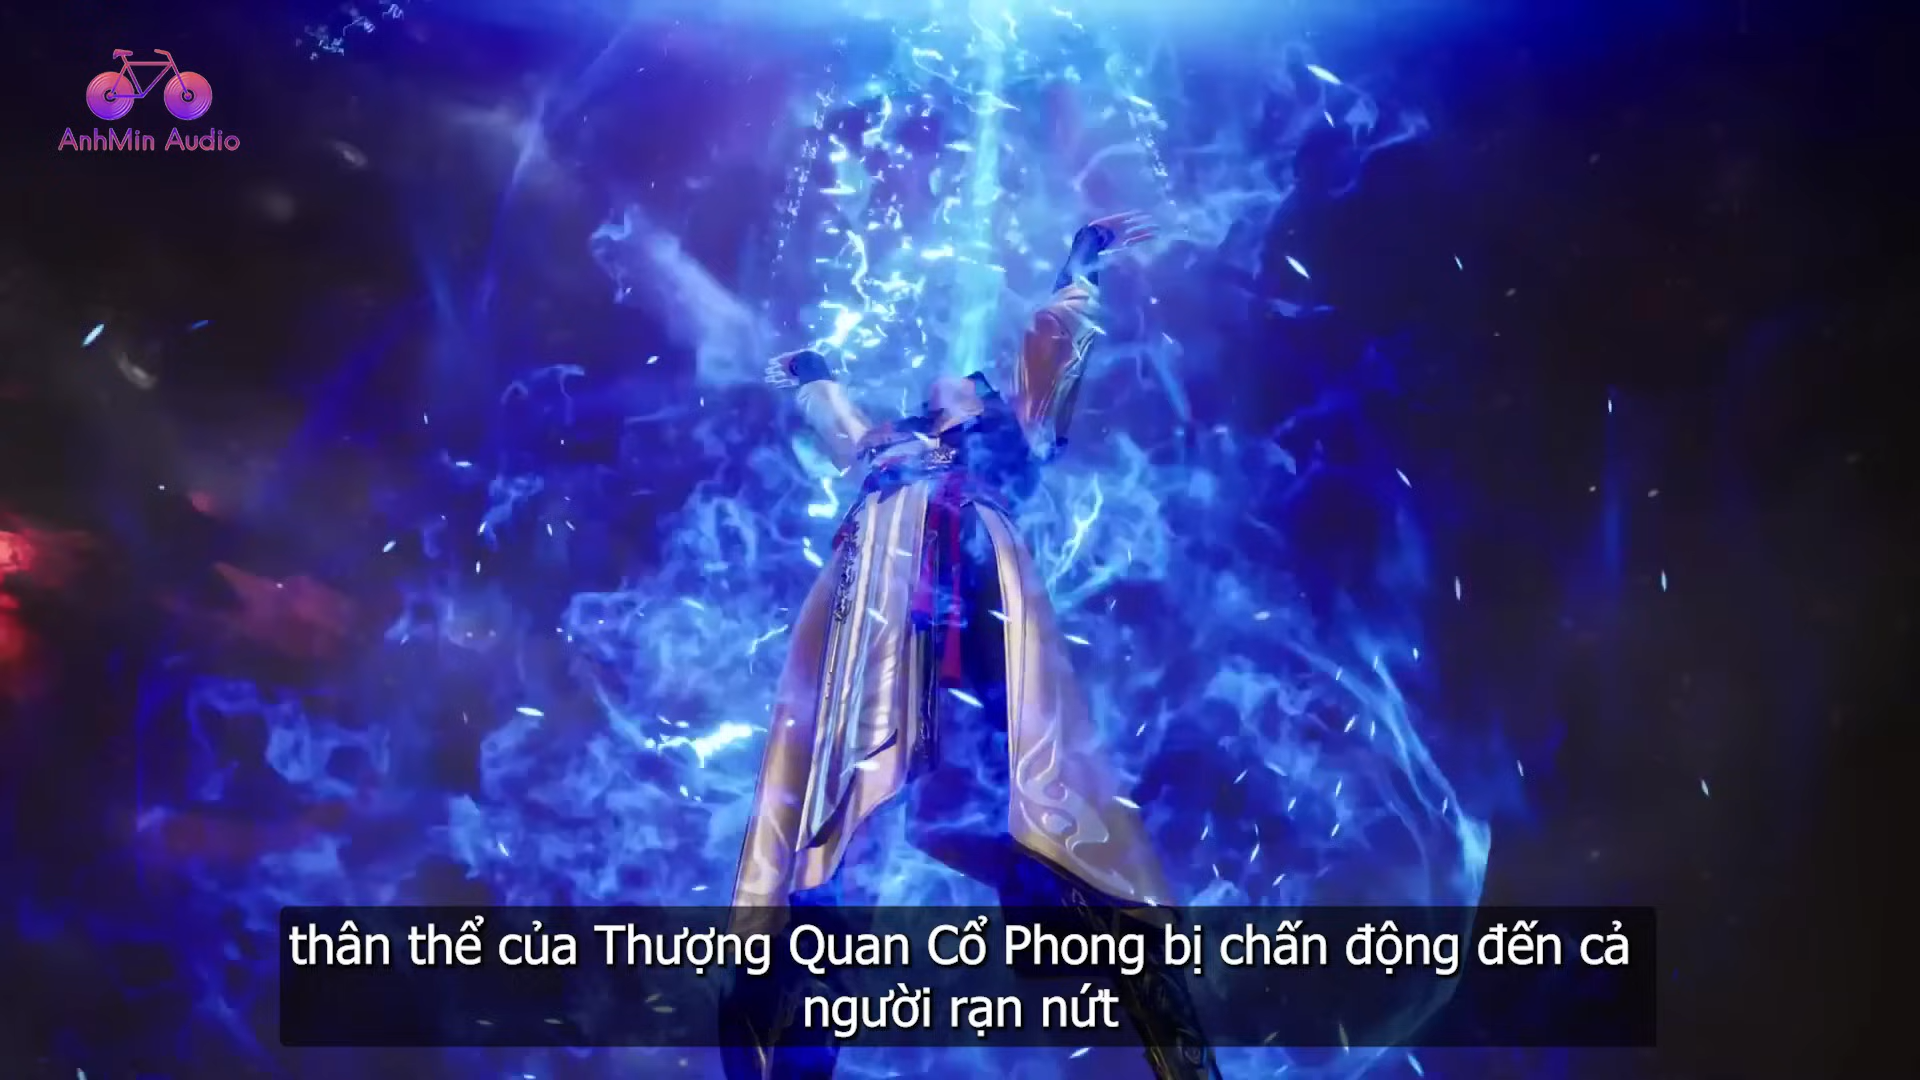 AnhMin Audio
thân thể của Thượng Quan Cổ Phong bị chấn động đến cả
người rạn nứt